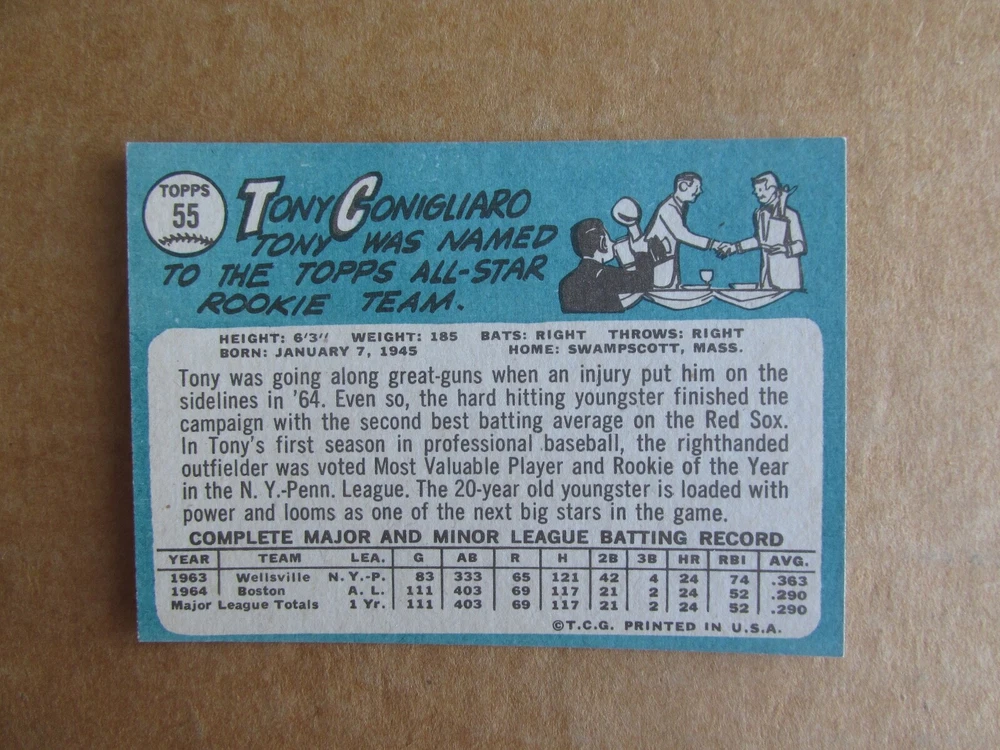 TOPPS
55
TONY CONIGLIARO
TONY WAS NAMED
TO THE TOPPS ALL-STAR
ROOKIE TEAM.
HEIGHT: 6'3" WEIGHT: 185 BATS: RIGHT THROWS: RIGHT
BORN: JANUARY 7, 1945 HOME: SWAMPSCOTT, MASS.
Tony was going along great-guns when an injury put him on the
sidelines in '64. Even so, the hard hitting youngster finished the
campaign with the second best batting average on the Red Sox.
In Tony's first season in professional baseball, the righthanded
outfielder was voted Most Valuable Player and Rookie of the Year
in the N. Y.-Penn. League. The 20-year old youngster is loaded with
power and looms as one of the next big stars in the game.
COMPLETE MAJOR AND MINOR LEAGUE BATTING RECORD
YEAR TEAM LEA. G AB R H 2B 3B HR RBI AVG.
1963 Wellsville N. Y.-P. 83 333 65 121 42 4 24 74 .363
1964 Boston A. L. 111 403 69 117 21 2 24 52 .290
Major League Totals 1 Yr. 111 403 69 117 21 2 24 52 .290
©T.C.G. PRINTED IN U.S.A.